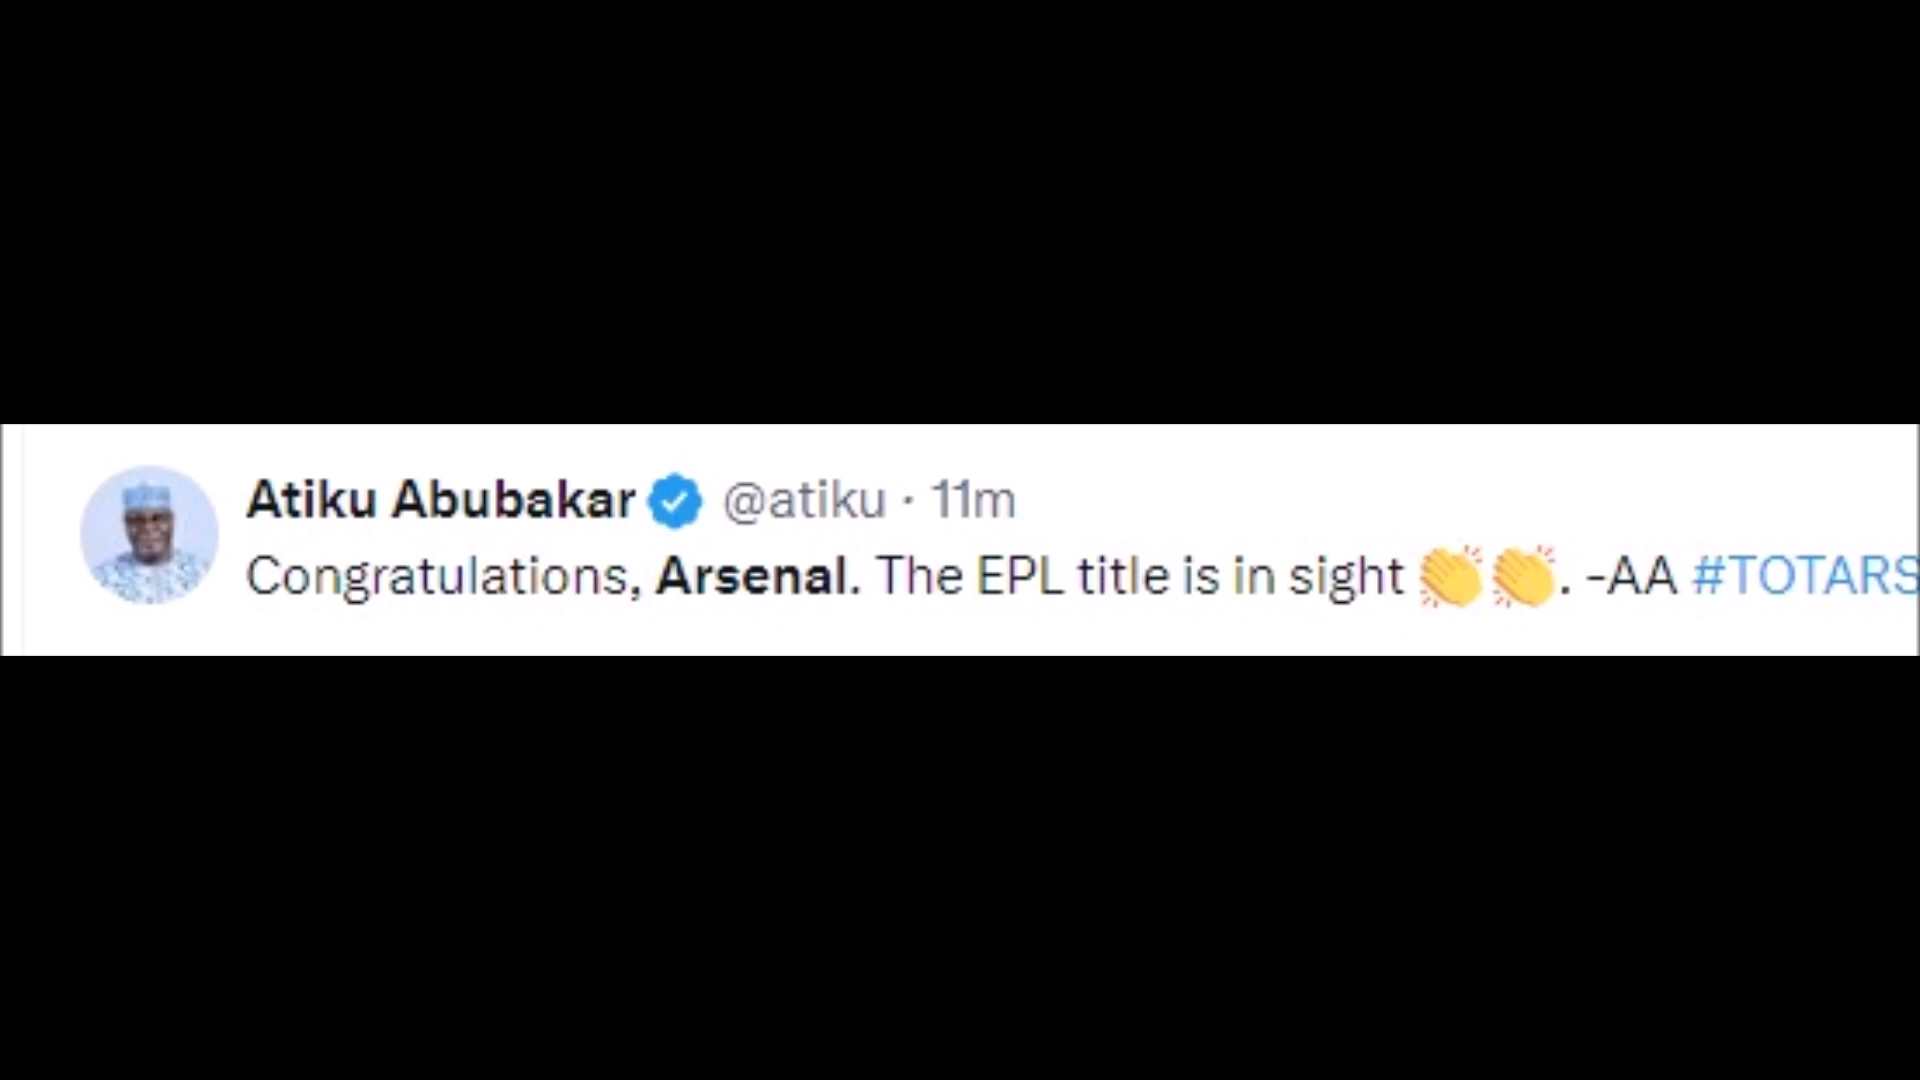 Atiku Abubakar @atiku · 11m
Congratulations, Arsenal. The EPL title is in sight 👏👏. -AA #TOTARS